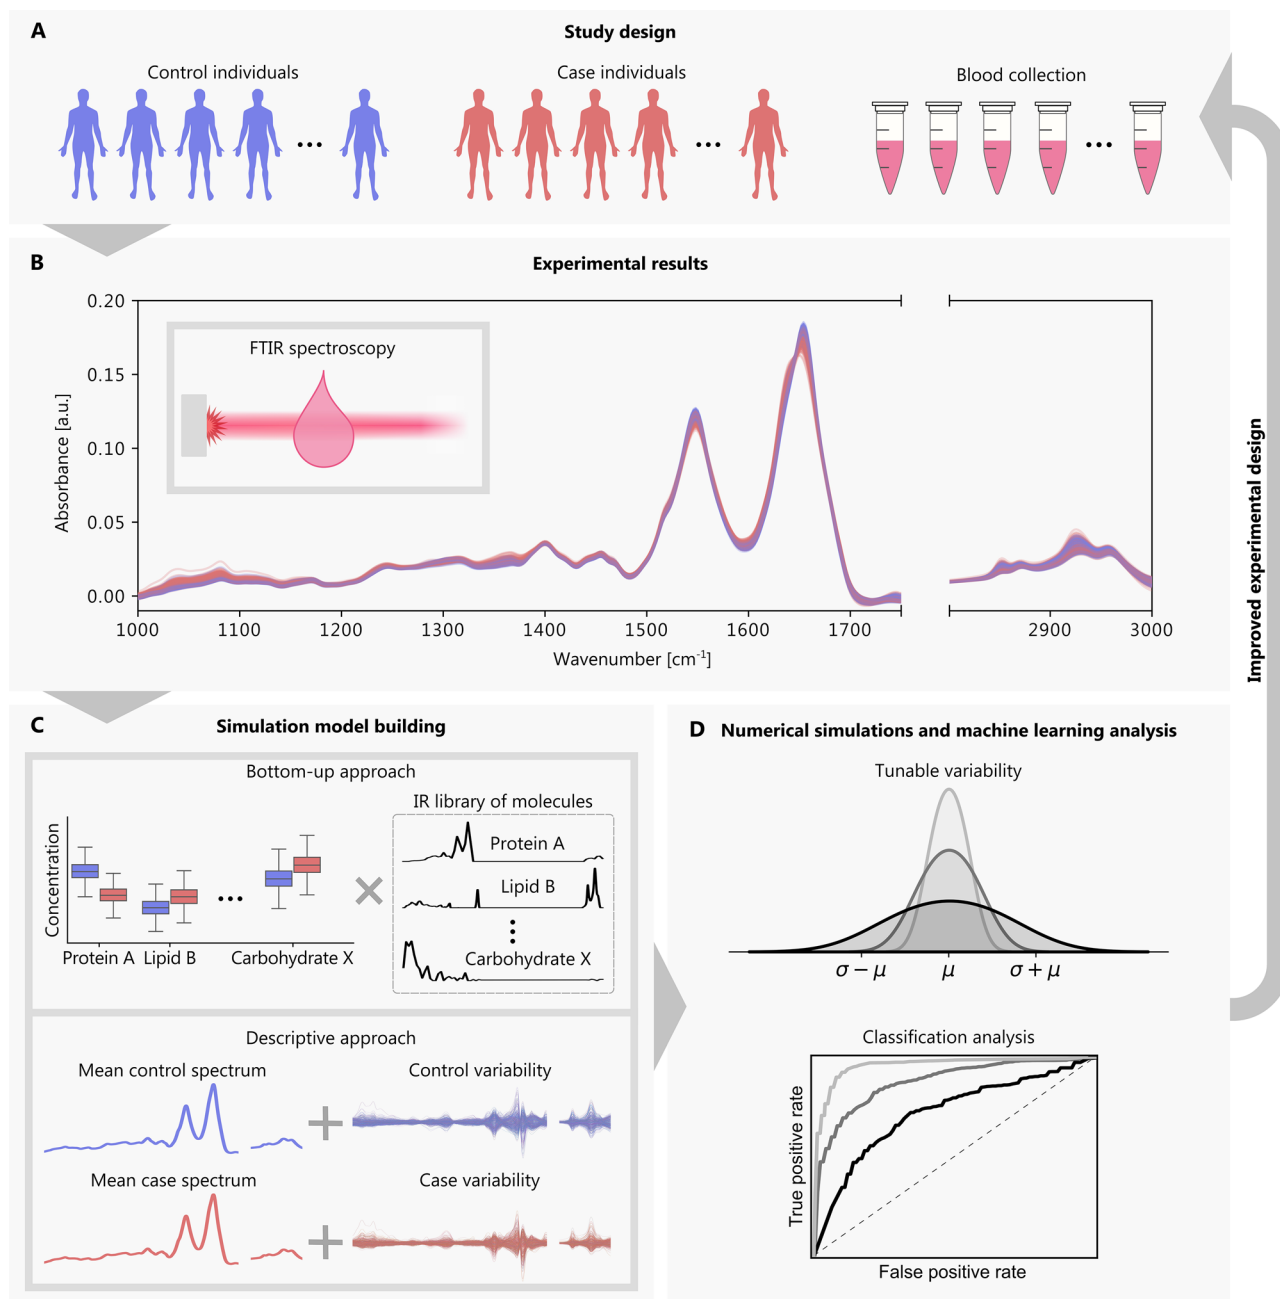 A
Study design
Control individuals
Case individuals
Blood collection
...
...
...
B
Experimental results
0.20
0.15
0.10
0.05
0.00
Absorbance [a.u.]
FTIR spectroscopy
1000 1100 1200 1300 1400 1500 1600 1700 2900 3000
Wavenumber [cm⁻¹]
Improved experimental design
C
Simulation model building
Bottom-up approach
Concentration
...
Protein A Lipid B Carbohydrate X
IR library of molecules
Protein A
Lipid B
Carbohydrate X
Descriptive approach
Mean control spectrum
Control variability
Mean case spectrum
Case variability
D
Numerical simulations and machine learning analysis
Tunable variability
σ − μ μ σ + μ
Classification analysis
True positive rate
False positive rate